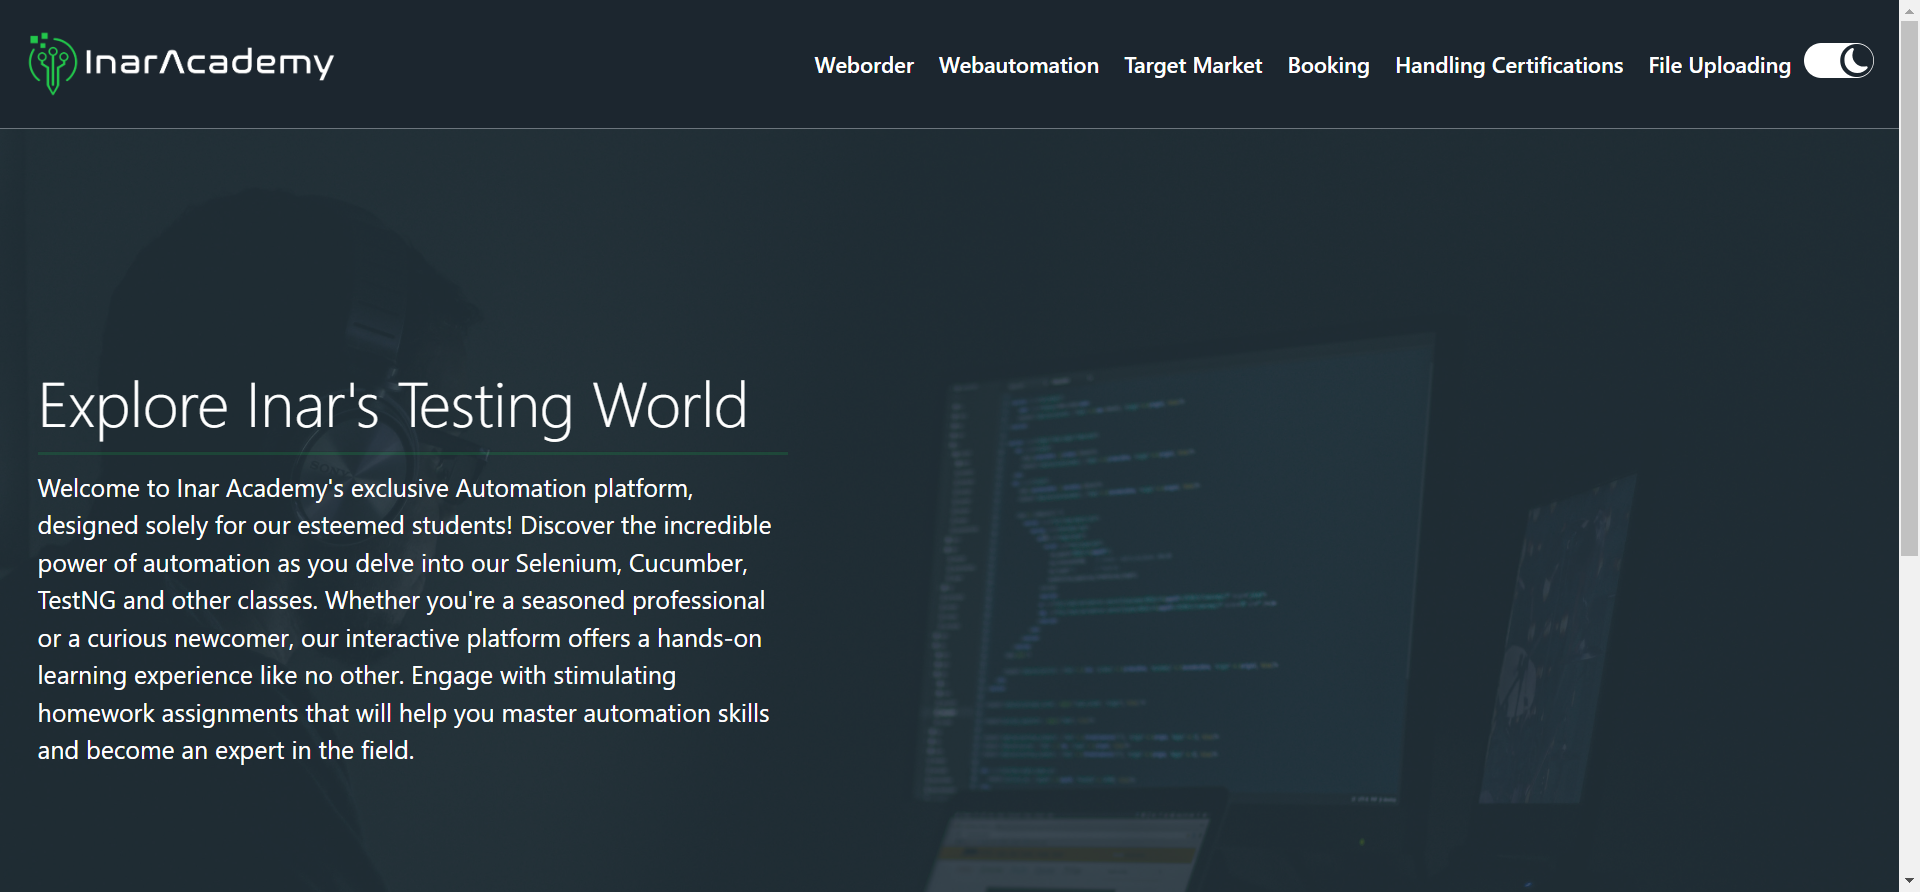 InarAcademy
Weborder Webautomation Target Market Booking Handling Certifications File Uploading
Explore Inar's Testing World
Welcome to Inar Academy's exclusive Automation platform,
designed solely for our esteemed students! Discover the incredible
power of automation as you delve into our Selenium, Cucumber,
TestNG and other classes. Whether you're a seasoned professional
or a curious newcomer, our interactive platform offers a hands-on
learning experience like no other. Engage with stimulating
homework assignments that will help you master automation skills
and become an expert in the field.